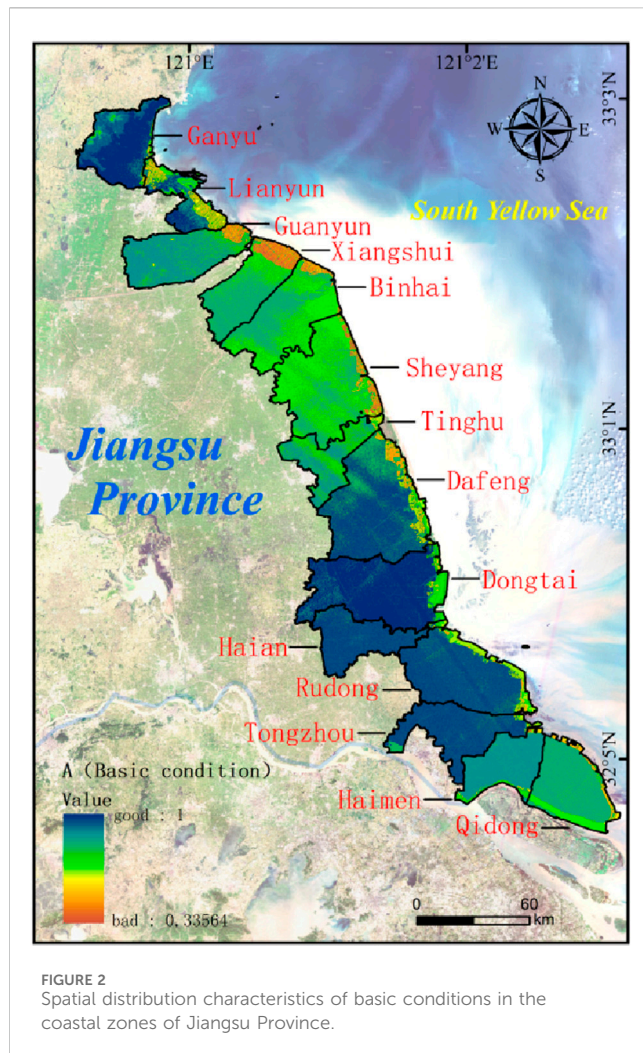 121°E
121°2′E
33°3′N
N
W
E
S
Ganyu
Lianyun
South Yellow Sea
Guanyun
Xiangshui
Binhai
Sheyang
Tinghu
33°1′N
Jiangsu
Province
Dafeng
Dongtai
Haian
Rudong
Tongzhou
32°5′N
A (Basic condition)
Value
good : 1
bad : 0.33564
Haimen
Qidong
0
60
km
FIGURE 2
Spatial distribution characteristics of basic conditions in the
coastal zones of Jiangsu Province.